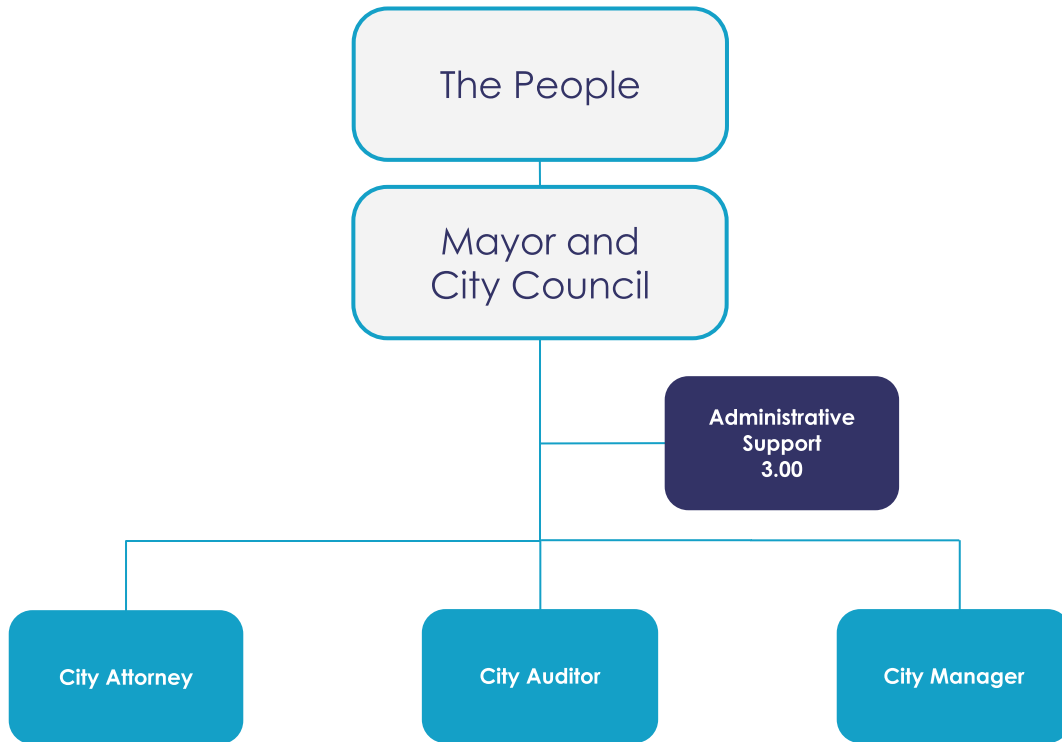 The People
Mayor and
City Council
Administrative
Support
3.00
City Attorney
City Auditor
City Manager